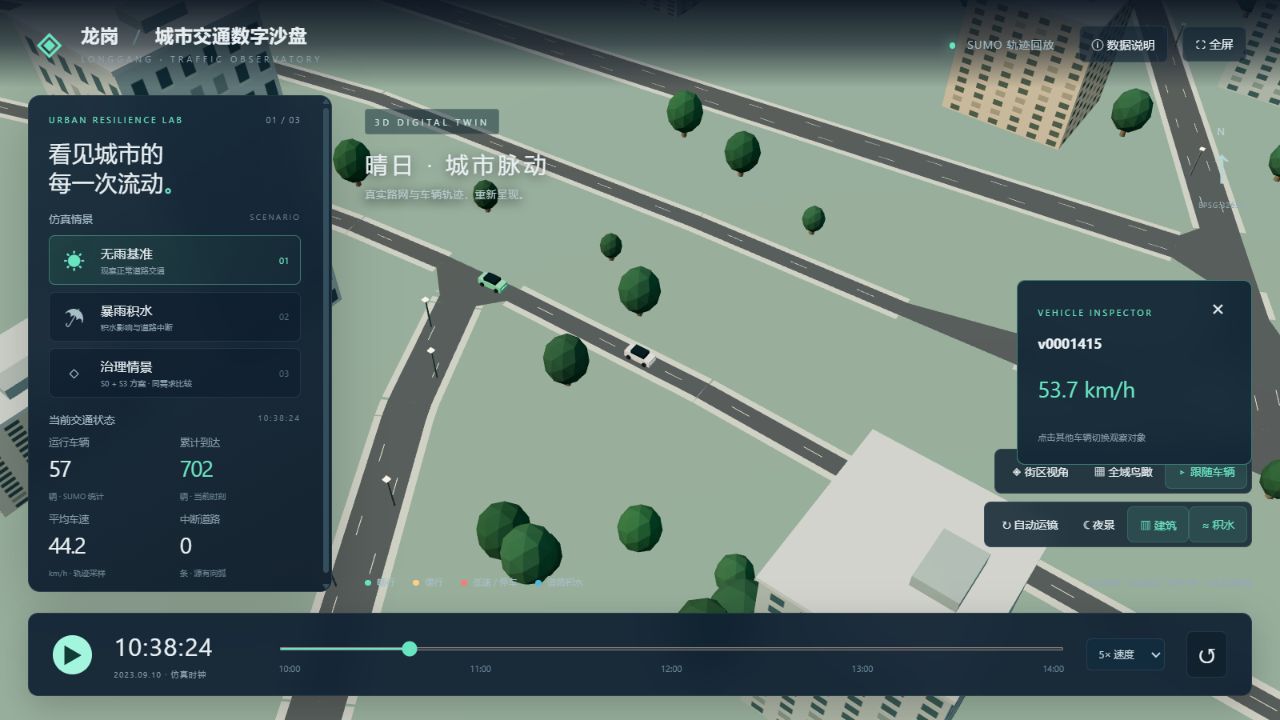 龙岗 / 城市交通数字沙盘
LONGGANG · TRAFFIC OBSERVATORY
SUMO 轨迹回放
ⓘ 数据说明
⛶ 全屏
URBAN RESILIENCE LAB 01 / 03
看见城市的
每一次流动。
仿真情景 SCENARIO
无雨基准 01
观察正常道路交通
暴雨积水 02
积水影响与道路中断
治理情景 03
S0 + S3 方案 · 同需求比较
当前交通状态 10:38:24
运行车辆 累计到达
57 702
辆 · SUMO 统计 辆 · 当前时刻
平均车速 中断道路
44.2 0
km/h · 轨迹采样 条 · 源有向弧
3D DIGITAL TWIN
晴日 · 城市脉动
真实路网与车辆轨迹，重新呈现。
N
VEHICLE INSPECTOR ✕
v0001415
53.7 km/h
点击其他车辆切换观察对象
◈ 街区视角 ▦ 全域鸟瞰 ▸ 跟随车辆
↻ 自动运镜 ☾ 夜景 ▥ 建筑 ≈ 积水
10:38:24
2023.09.10 · 仿真时钟
10:00 11:00 12:00 13:00 14:00
5× 速度
↺